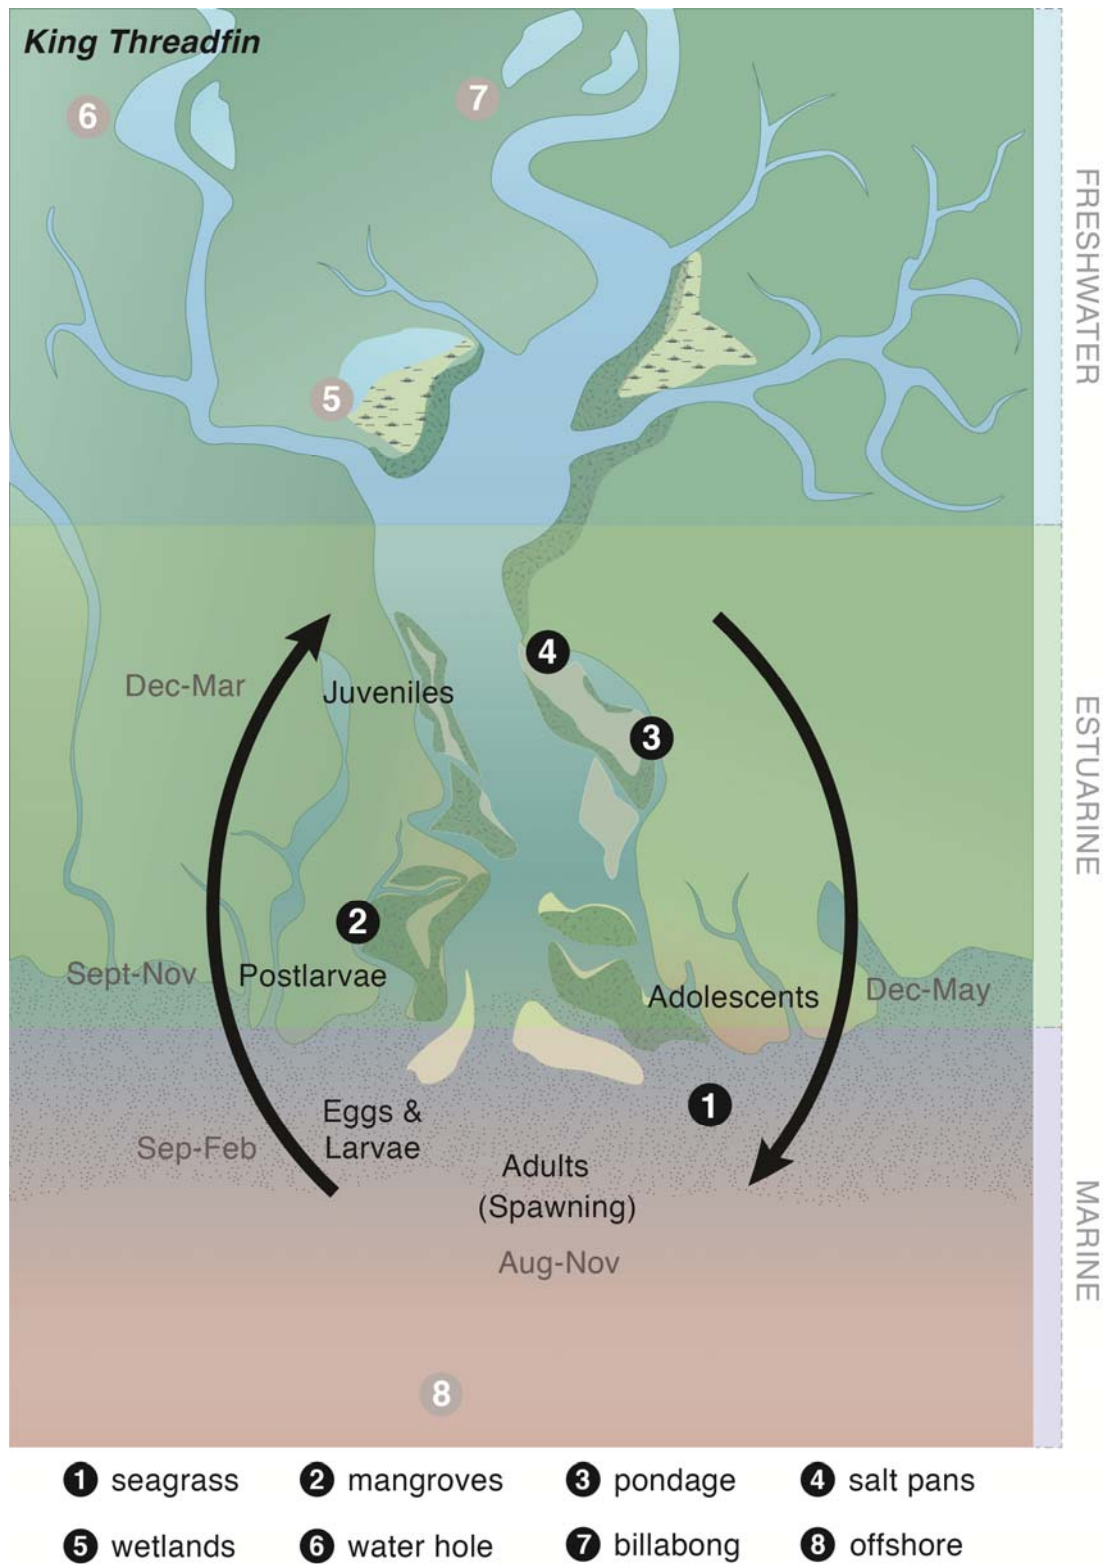 King Threadfin
6
7
FRESHWATER
5
4
Dec-Mar
Juveniles
3
ESTUARINE
2
Sept-Nov
Postlarvae
Adolescents
Dec-May
1
Eggs &
Larvae
Sep-Feb
Adults
(Spawning)
MARINE
Aug-Nov
8
1 seagrass
2 mangroves
3 pondage
4 salt pans
5 wetlands
6 water hole
7 billabong
8 offshore